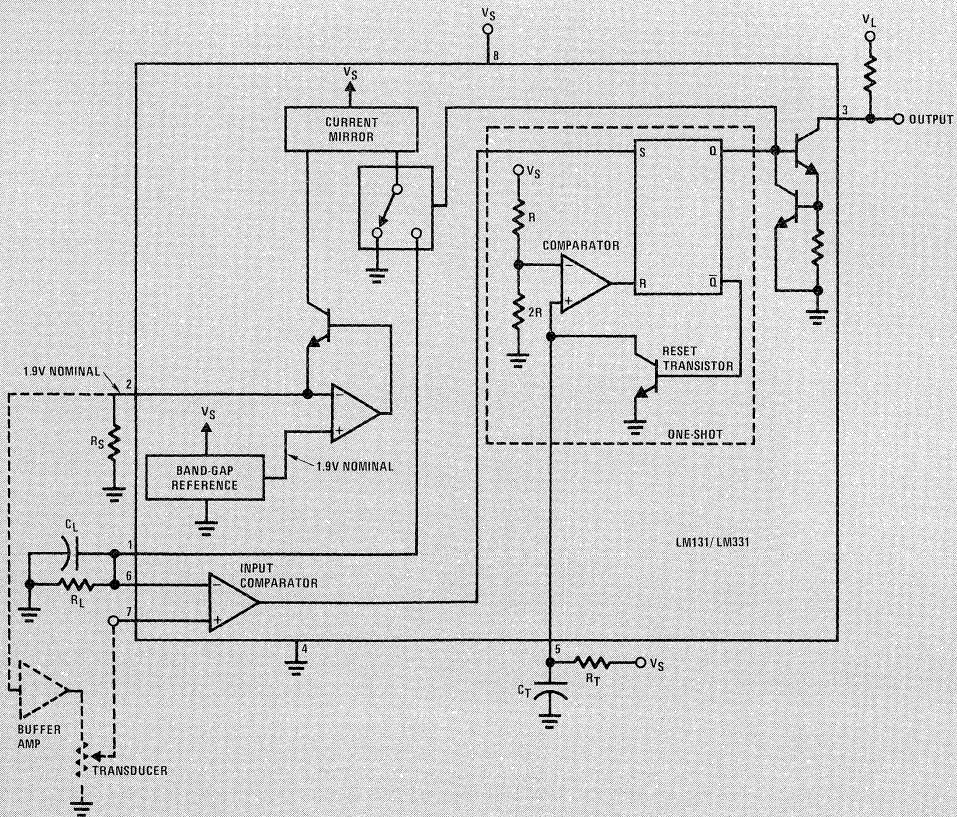 VS
8
VL
VS
CURRENT
MIRROR
3
OUTPUT
S
Q
VS
R
COMPARATOR
−
+
R
Q̅
2R
RESET
TRANSISTOR
ONE-SHOT
1.9V NOMINAL
2
−
+
VS
RS
1.9V NOMINAL
BAND-GAP
REFERENCE
CL
1
LM131/LM331
INPUT
COMPARATOR
6
−
RL
7
+
4
5
VS
RT
CT
BUFFER
AMP
TRANSDUCER